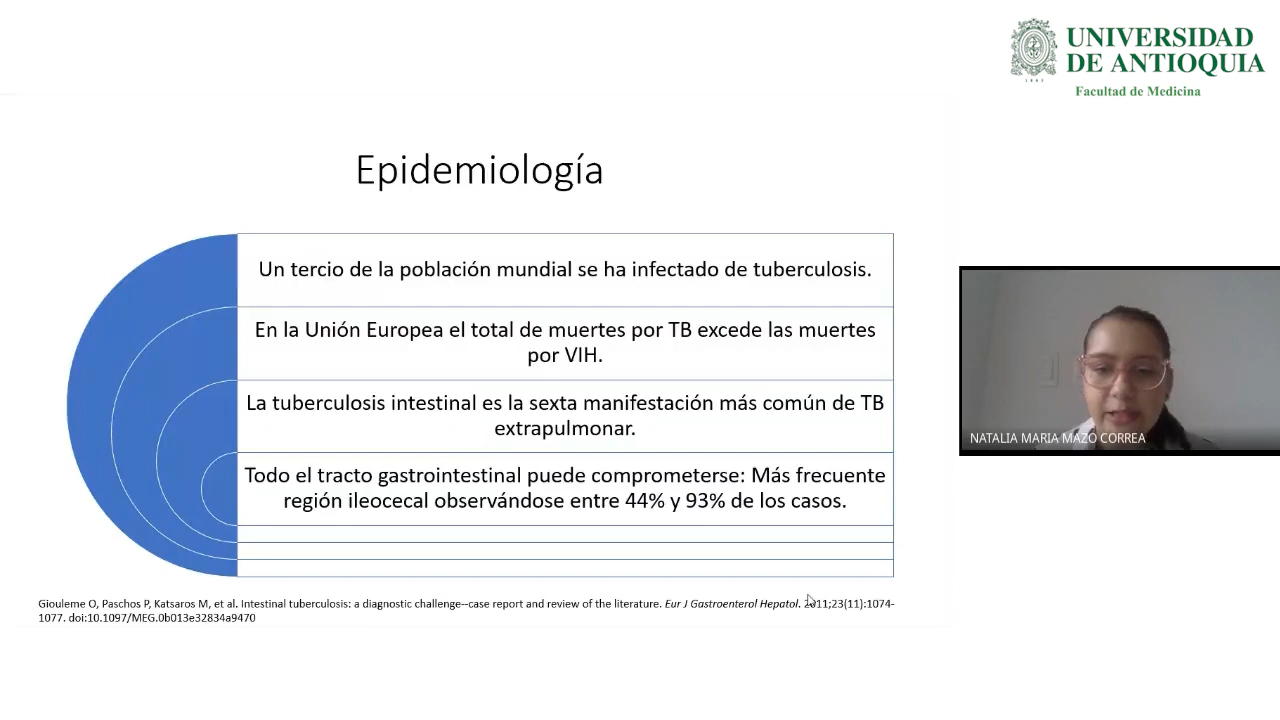 UNIVERSIDAD
DE ANTIOQUIA
Facultad de Medicina
Epidemiología
Un tercio de la población mundial se ha infectado de tuberculosis.
En la Unión Europea el total de muertes por TB excede las muertes
por VIH.
La tuberculosis intestinal es la sexta manifestación más común de TB
extrapulmonar.
Todo el tracto gastrointestinal puede comprometerse: Más frecuente
región ileocecal observándose entre 44% y 93% de los casos.
NATALIA MARIA MAZO CORREA
Giouleme O, Paschos P, Katsaros M, et al. Intestinal tuberculosis: a diagnostic challenge--case report and review of the literature. Eur J Gastroenterol Hepatol. 2011;23(11):1074-
1077. doi:10.1097/MEG.0b013e32834a9470